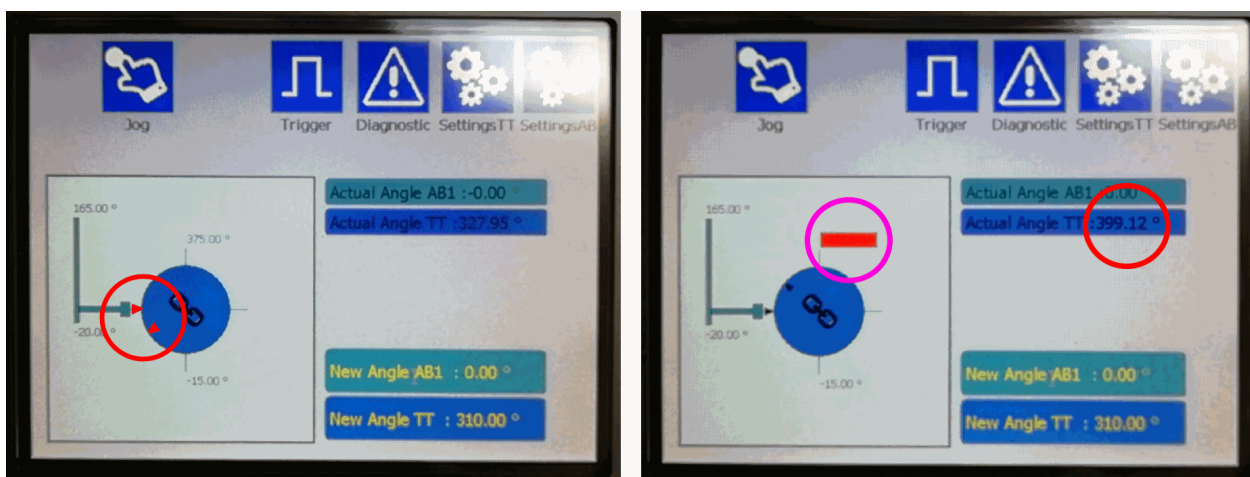 Jog
Trigger
Diagnostic
SettingsTT
SettingsAB
165.00 °
375.00 °
-20.00 °
-15.00 °
Actual Angle AB1 :-0.00 °
Actual Angle TT :327.95 °
New Angle AB1 : 0.00 °
New Angle TT : 310.00 °
Jog
Trigger
Diagnostic
SettingsTT
SettingsAB
165.00 °
-20.00 °
-15.00 °
Actual Angle AB1 :0.00 °
Actual Angle TT :399.12 °
New Angle AB1 : 0.00 °
New Angle TT : 310.00 °